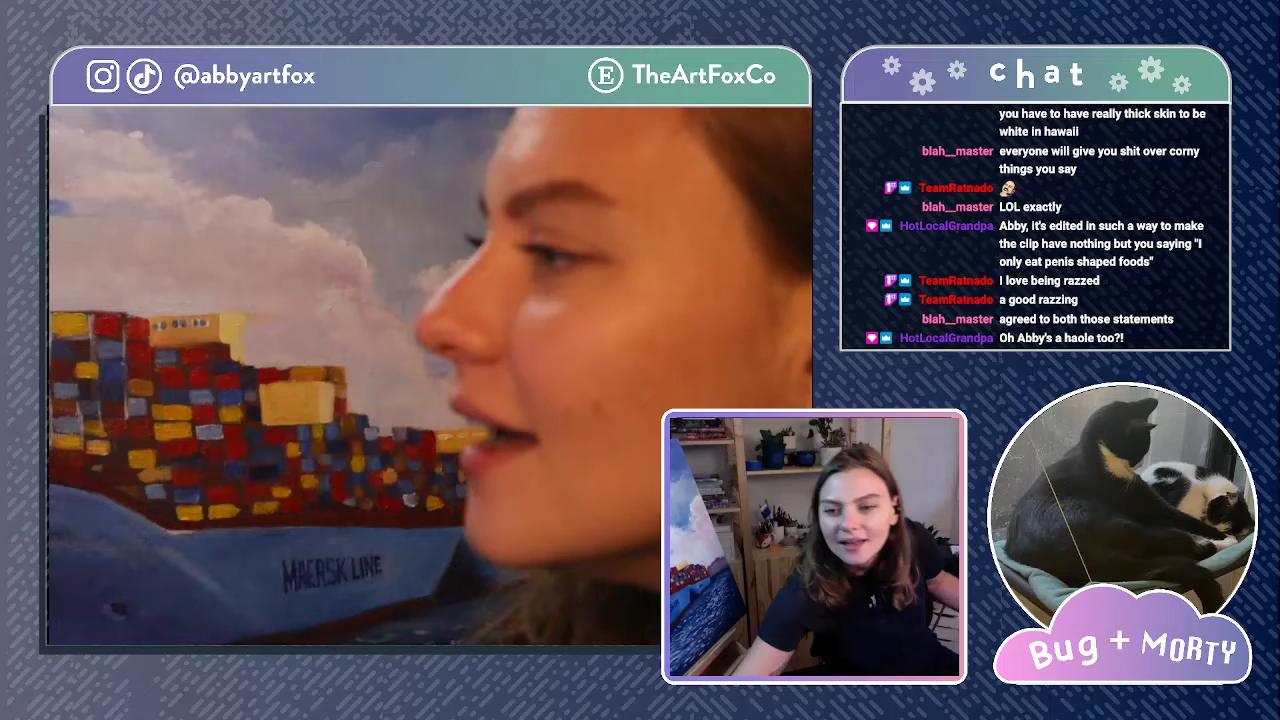 @abbyartfox
TheArtFoxCo
chat
you have to have really thick skin to be
white in hawaii
blah__master everyone will give you shit over corny
things you say
TeamRatnado
blah__master LOL exactly
HotLocalGrandpa Abby, it's edited in such a way to make
the clip have nothing but you saying "I
only eat penis shaped foods"
TeamRatnado I love being razzed
TeamRatnado a good razzing
blah__master agreed to both those statements
HotLocalGrandpa Oh Abby's a haole too?!
MAERSK LINE
Bug + MORTY